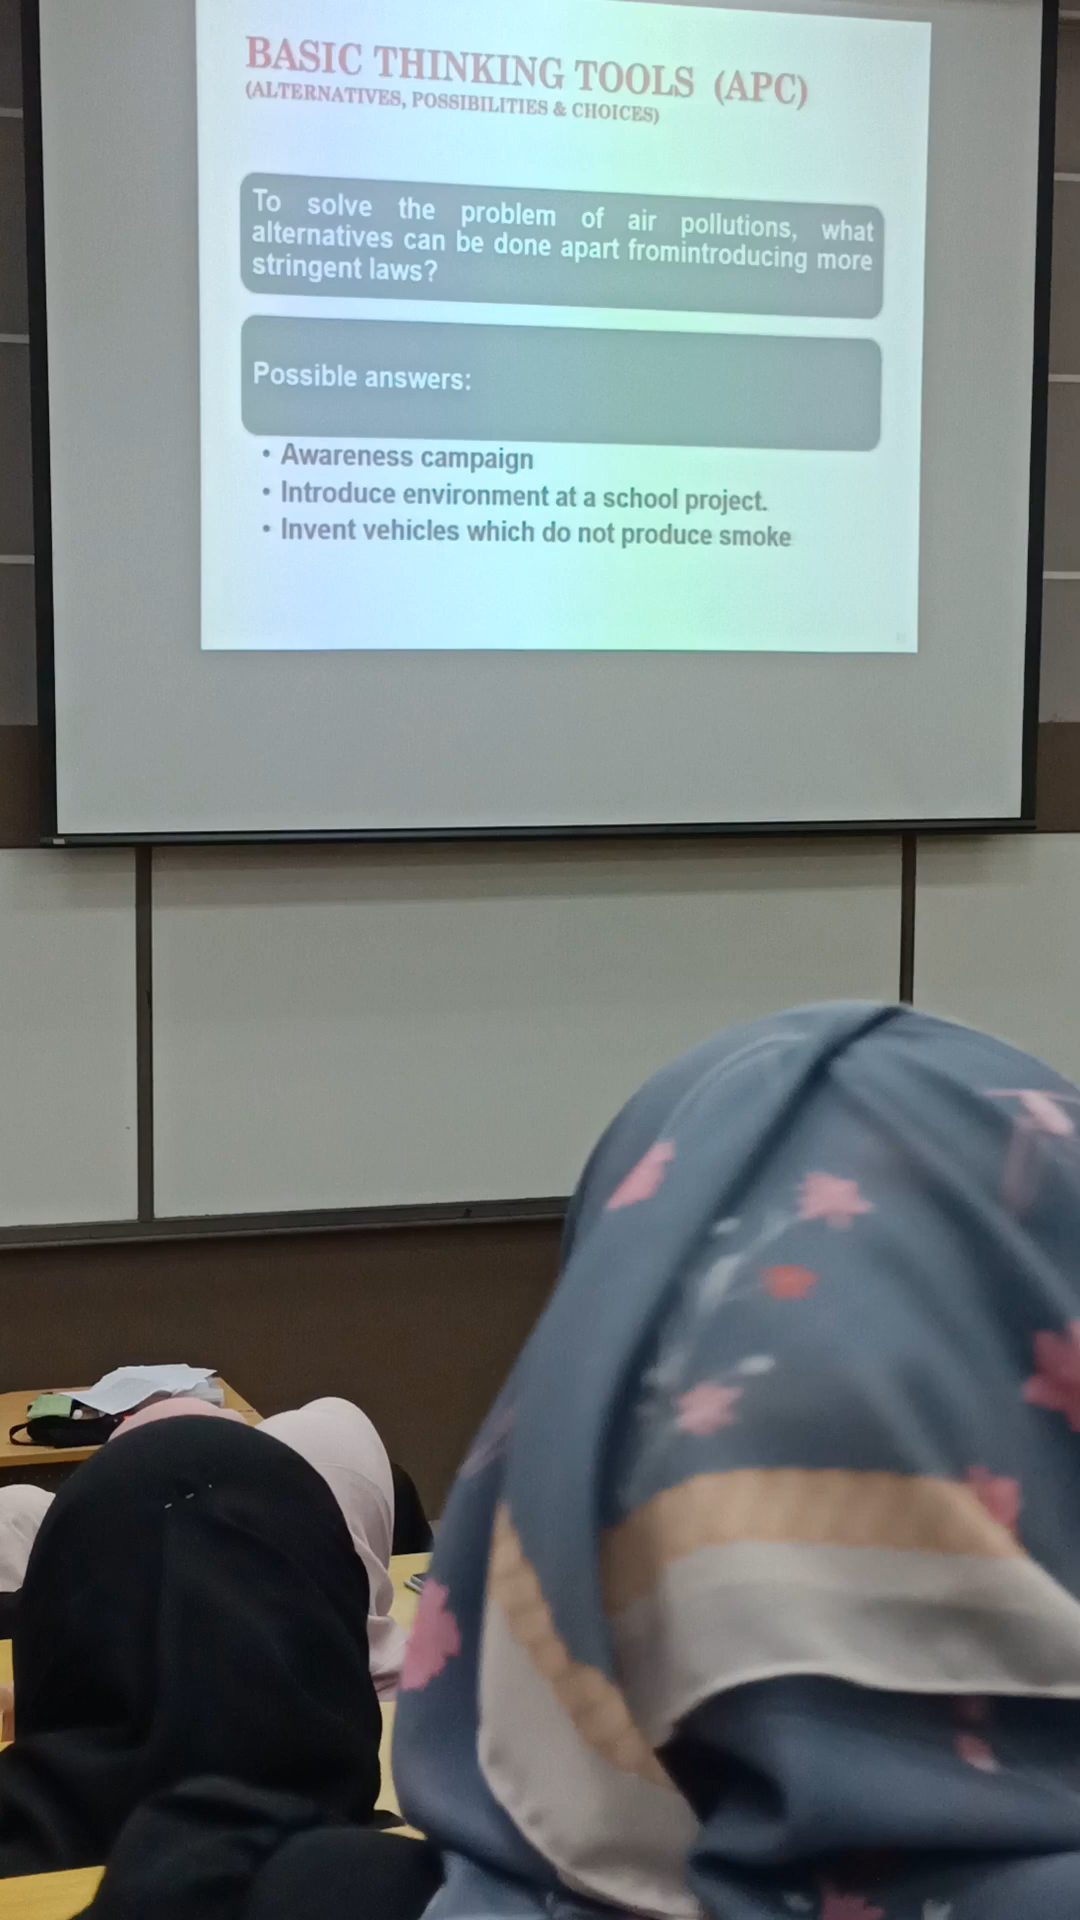 BASIC THINKING TOOLS (APC)
(ALTERNATIVES, POSSIBILITIES & CHOICES)
To solve the problem of air pollutions, what
alternatives can be done apart fromintroducing more
stringent laws?
Possible answers:
• Awareness campaign
• Introduce environment at a school project.
• Invent vehicles which do not produce smoke